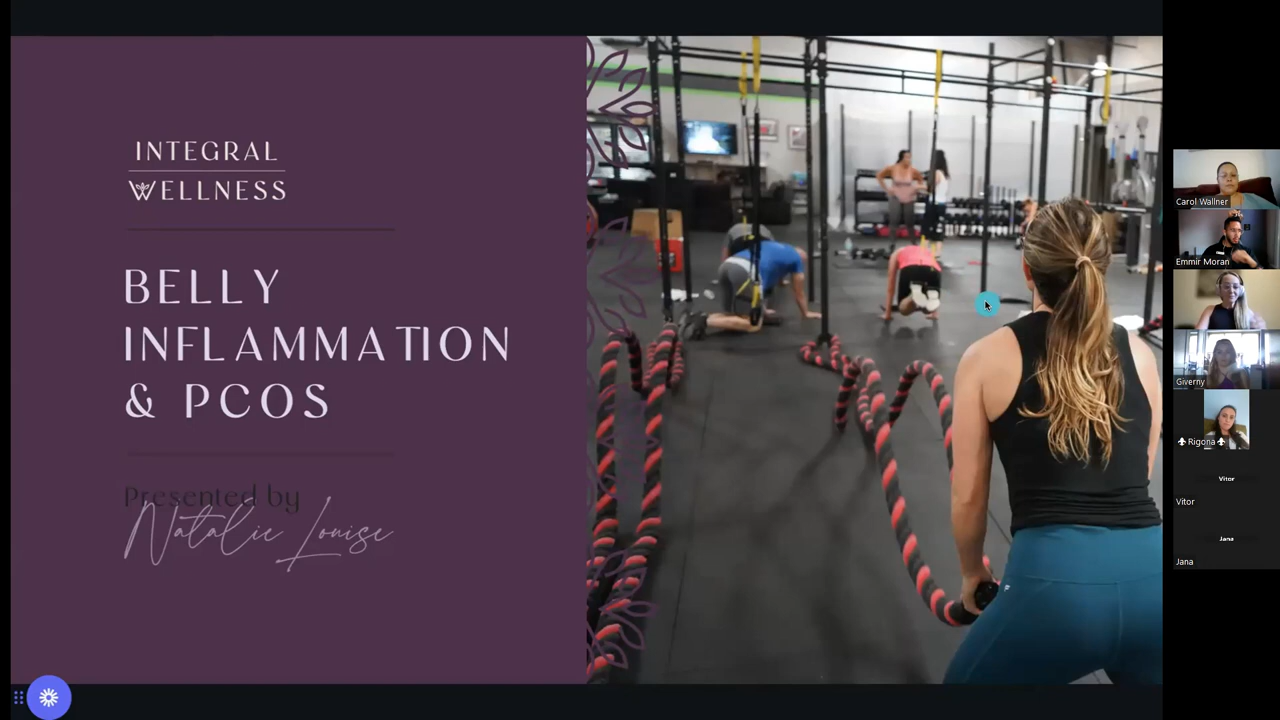 INTEGRAL
WELLNESS
BELLY
INFLAMMATION
& PCOS
Presented by
Natalie Louise
Carol Wallner
Emmir Moran
Giverny
Rigona
Vitor
Vitor
Jana
Jana